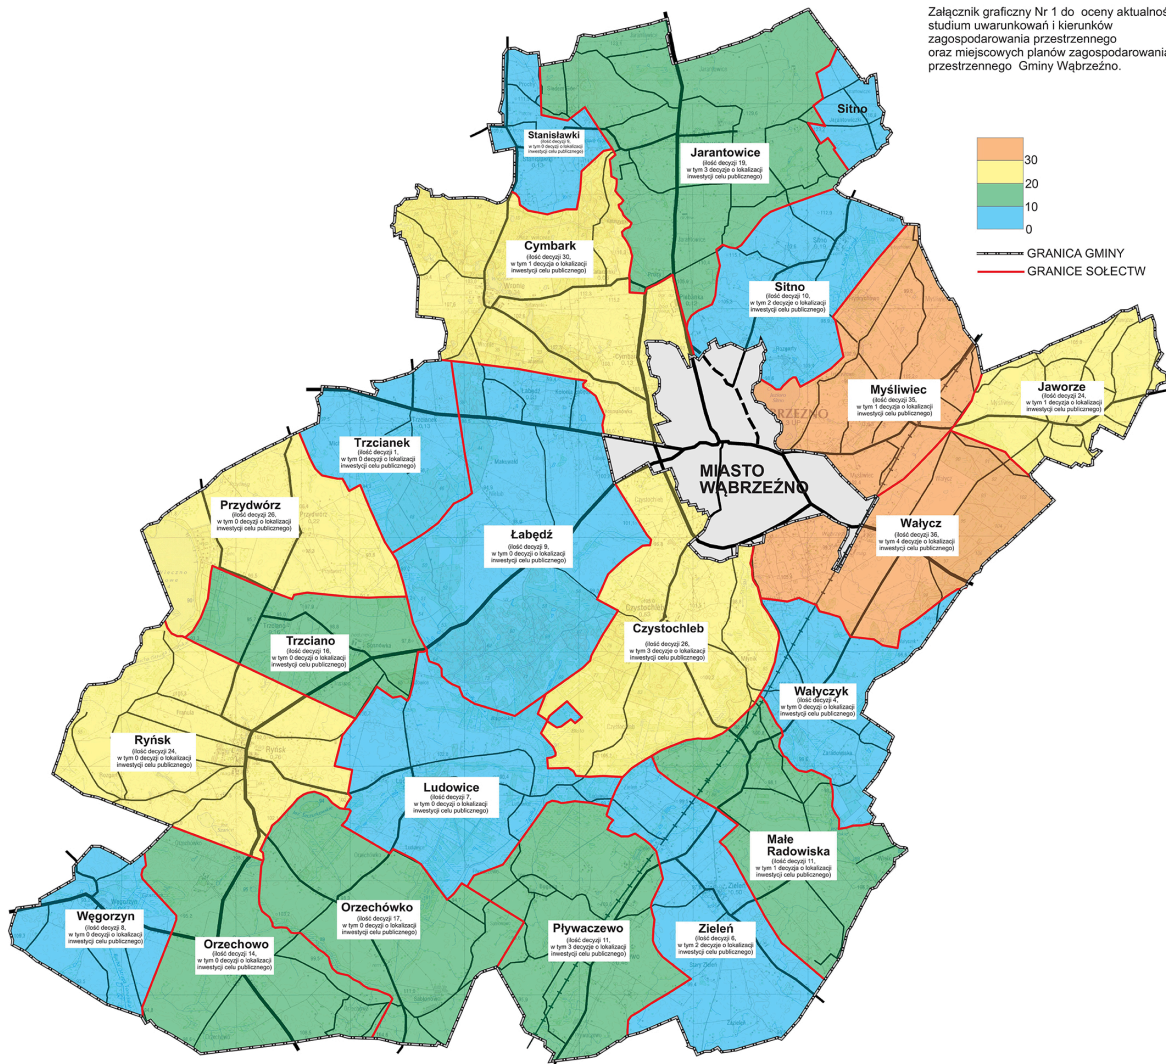 Załącznik graficzny Nr 1 do oceny aktualnoś
studium uwarunkowań i kierunków
zagospodarowania przestrzennego
oraz miejscowych planów zagospodarowania
przestrzennego Gminy Wąbrzeźno.
30
20
10
0
GRANICA GMINY
GRANICE SOŁECTW
Sitno
Stanisławki
(ilość decyzji 5,
w tym 0 decyzji o lokalizacji
inwestycji celu publicznego)
Jarantowice
(ilość decyzji 19,
w tym 3 decyzje o lokalizacji
inwestycji celu publicznego)
Cymbark
(ilość decyzji 30,
w tym 1 decyzja o lokalizacji
inwestycji celu publicznego)
Sitno
(ilość decyzji 10,
w tym 2 decyzje o lokalizacji
inwestycji celu publicznego)
Myśliwiec
(ilość decyzji 35,
w tym 1 decyzja o lokalizacji
inwestycji celu publicznego)
Jaworze
(ilość decyzji 24,
w tym 1 decyzja o lokalizacji
inwestycji celu publicznego)
Trzcianek
(ilość decyzji 1,
w tym 0 decyzji o lokalizacji
inwestycji celu publicznego)
MIASTO
WĄBRZEŹNO
Przydwórz
(ilość decyzji 26,
w tym 0 decyzji o lokalizacji
inwestycji celu publicznego)
Łabędź
(ilość decyzji 9,
w tym 0 decyzji o lokalizacji
inwestycji celu publicznego)
Wałycz
(ilość decyzji 36,
w tym 4 decyzje o lokalizacji
inwestycji celu publicznego)
Trzciano
(ilość decyzji 16,
w tym 0 decyzji o lokalizacji
inwestycji celu publicznego)
Czystochleb
(ilość decyzji 26,
w tym 3 decyzje o lokalizacji
inwestycji celu publicznego)
Wałyczyk
(ilość decyzji 4,
w tym 0 decyzji o lokalizacji
inwestycji celu publicznego)
Ryńsk
(ilość decyzji 24,
w tym 0 decyzji o lokalizacji
inwestycji celu publicznego)
Ludowice
(ilość decyzji 7,
w tym 0 decyzji o lokalizacji
inwestycji celu publicznego)
Małe
Radowiska
(ilość decyzji 11,
w tym 1 decyzja o lokalizacji
inwestycji celu publicznego)
Węgorzyn
(ilość decyzji 8,
w tym 0 decyzji o lokalizacji
inwestycji celu publicznego)
Orzechówko
(ilość decyzji 17,
w tym 0 decyzji o lokalizacji
inwestycji celu publicznego)
Orzechowo
(ilość decyzji 14,
w tym 0 decyzji o lokalizacji
inwestycji celu publicznego)
Pływaczewo
(ilość decyzji 11,
w tym 3 decyzje o lokalizacji
inwestycji celu publicznego)
Zieleń
(ilość decyzji 6,
w tym 2 decyzje o lokalizacji
inwestycji celu publicznego)